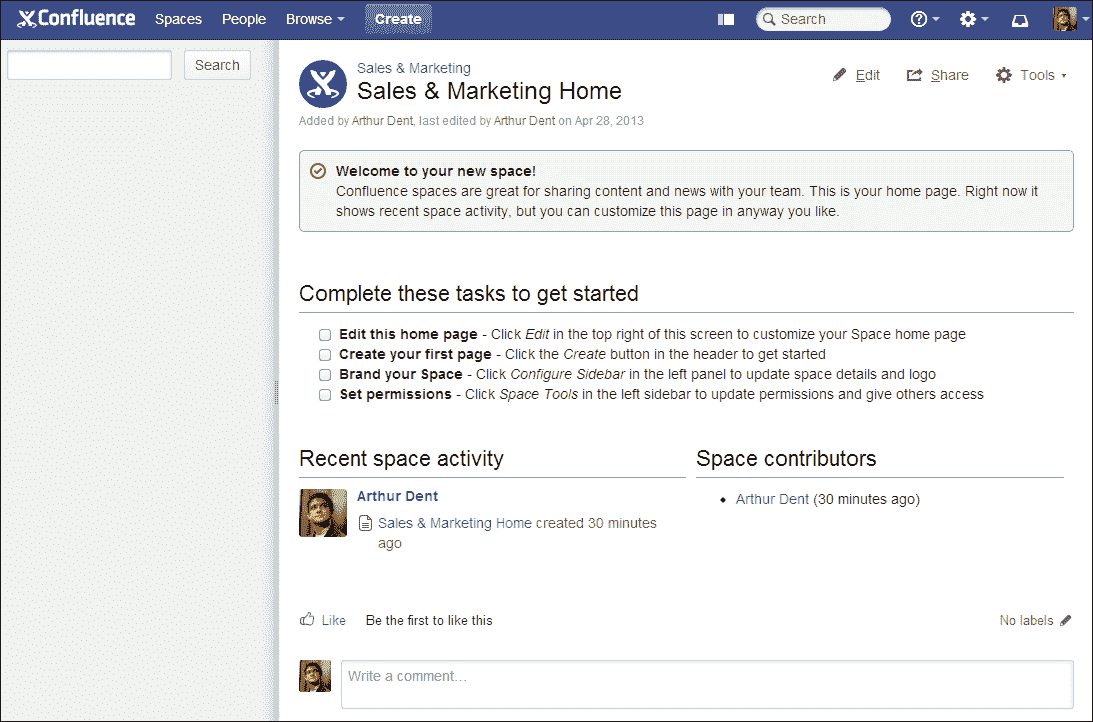 Confluence Spaces People Browse Create Search
Search
Sales & Marketing
Sales & Marketing Home
Edit Share Tools
Added by Arthur Dent, last edited by Arthur Dent on Apr 28, 2013
Welcome to your new space!
Confluence spaces are great for sharing content and news with your team. This is your home page. Right now it
shows recent space activity, but you can customize this page in anyway you like.
Complete these tasks to get started
Edit this home page - Click Edit in the top right of this screen to customize your Space home page
Create your first page - Click the Create button in the header to get started
Brand your Space - Click Configure Sidebar in the left panel to update space details and logo
Set permissions - Click Space Tools in the left sidebar to update permissions and give others access
Recent space activity
Arthur Dent
Sales & Marketing Home created 30 minutes
ago
Space contributors
Arthur Dent (30 minutes ago)
Like Be the first to like this
No labels
Write a comment...